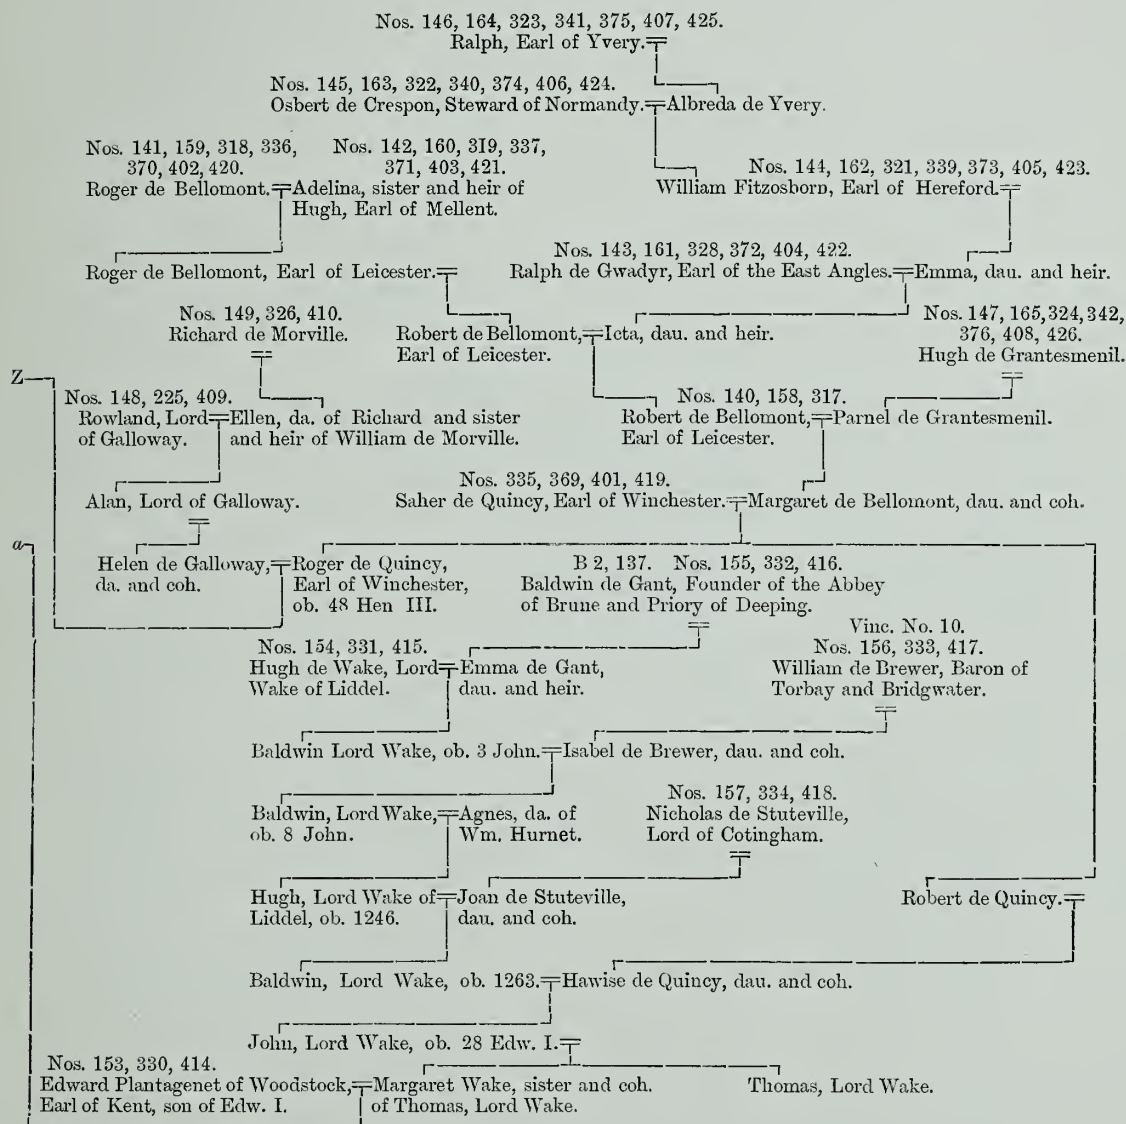 Nos. 146, 164, 323, 341, 375, 407, 425.
Ralph, Earl of Yvery.
Nos. 145, 163, 322, 340, 374, 406, 424.
Osbert de Crespon, Steward of Normandy. Albreda de Yvery.
Nos. 141, 159, 318, 336,
370, 402, 420.
Roger de Bellomont.
Nos. 142, 160, 319, 337,
371, 403, 421.
Adelina, sister and heir of
Hugh, Earl of Mellent.
Nos. 144, 162, 321, 339, 373, 405, 423.
William Fitzosborn, Earl of Hereford.
Roger de Bellomont, Earl of Leicester.
Nos. 143, 161, 328, 372, 404, 422.
Ralph de Gwadyr, Earl of the East Angles. Emma, dau. and heir.
Nos. 149, 326, 410.
Richard de Morville.
Robert de Bellomont,
Earl of Leicester.
Icta, dau. and heir.
Nos. 147, 165, 324, 342,
376, 408, 426.
Hugh de Grantesmenil.
Z
Nos. 148, 225, 409.
Rowland, Lord
of Galloway.
Ellen, da. of Richard and sister
and heir of William de Morville.
Nos. 140, 158, 317.
Robert de Bellomont,
Earl of Leicester.
Parnel de Grantesmenil.
Alan, Lord of Galloway.
Nos. 335, 369, 401, 419.
Saher de Quincy, Earl of Winchester. Margaret de Bellomont, dau. and coh.
a
Helen de Galloway,
da. and coh.
Roger de Quincy,
Earl of Winchester,
ob. 48 Hen III.
B 2, 137. Nos. 155, 332, 416.
Baldwin de Gant, Founder of the Abbey
of Brune and Priory of Deeping.
Nos. 154, 331, 415.
Hugh de Wake, Lord
Wake of Liddel.
Emma de Gant,
dau. and heir.
Vinc. No. 10.
Nos. 156, 333, 417.
William de Brewer, Baron of
Torbay and Bridgwater.
Baldwin Lord Wake, ob. 3 John. Isabel de Brewer, dau. and coh.
Baldwin, Lord Wake,
ob. 8 John.
Agnes, da. of
Wm. Hurnet.
Nos. 157, 334, 418.
Nicholas de Stuteville,
Lord of Cotingham.
Hugh, Lord Wake of
Liddel, ob. 1246.
Joan de Stuteville,
dau. and coh.
Robert de Quincy.
Baldwin, Lord Wake, ob. 1263. Hawise de Quincy, dau. and coh.
John, Lord Wake, ob. 28 Edw. I.
Nos. 153, 330, 414.
Edward Plantagenet of Woodstock,
Earl of Kent, son of Edw. I.
Margaret Wake, sister and coh.
of Thomas, Lord Wake.
Thomas, Lord Wake.